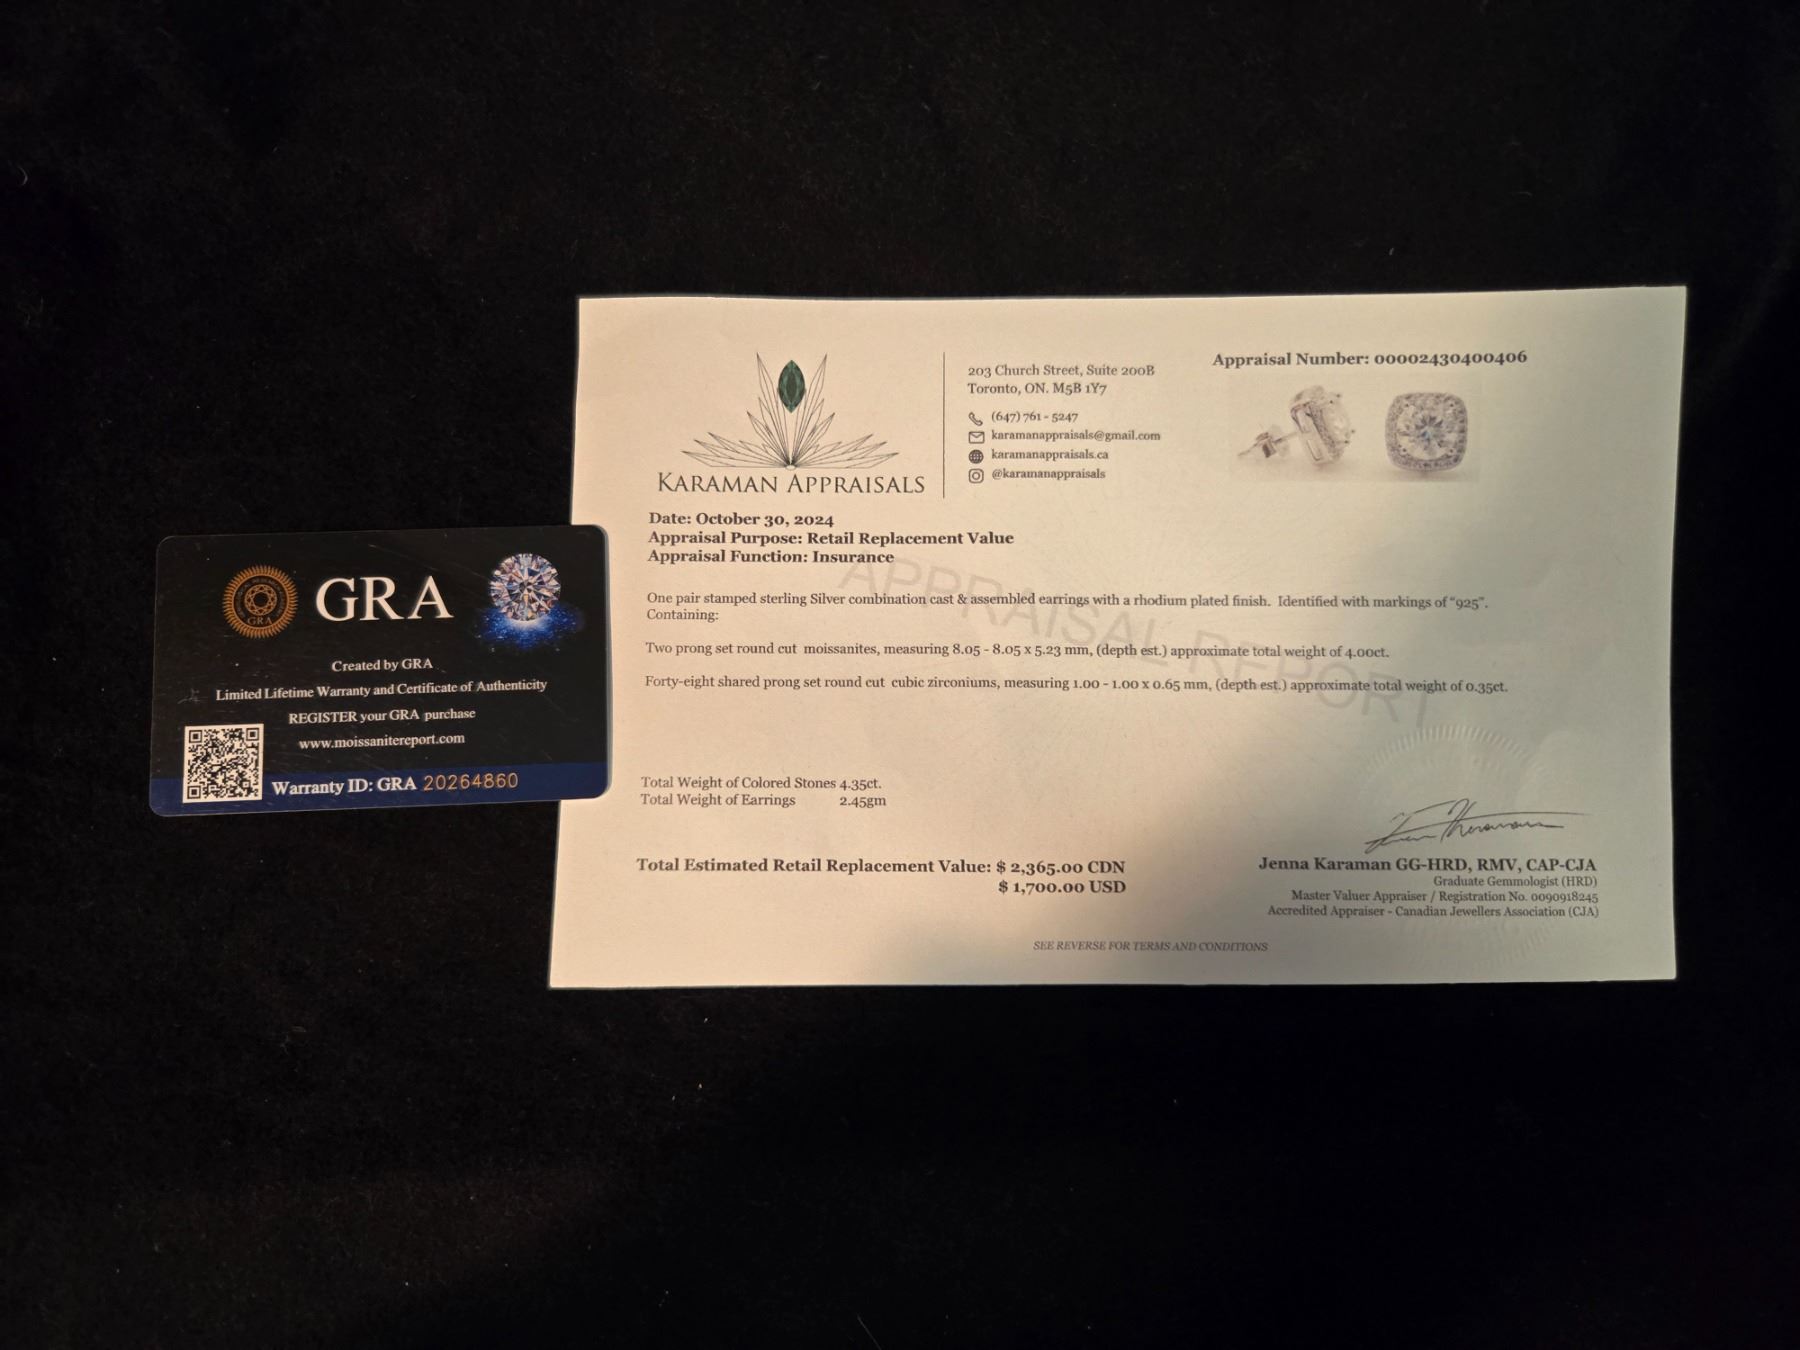 GRA
GRA
Created by GRA
Limited Lifetime Warranty and Certificate of Authenticity
REGISTER your GRA purchase
www.moissanitereport.com
Warranty ID: GRA 20264860
KARAMAN APPRAISALS
203 Church Street, Suite 200B
Toronto, ON. M5B 1Y7
(647) 761 - 5247
karamanappraisals@gmail.com
karamanappraisals.ca
@karamanappraisals
Appraisal Number: 00002430400406
Date: October 30, 2024
Appraisal Purpose: Retail Replacement Value
Appraisal Function: Insurance
APPRAISAL REPORT
One pair stamped sterling Silver combination cast & assembled earrings with a rhodium plated finish. Identified with markings of “925”.
Containing:
Two prong set round cut moissanites, measuring 8.05 - 8.05 x 5.23 mm, (depth est.) approximate total weight of 4.00ct.
Forty-eight shared prong set round cut cubic zirconiums, measuring 1.00 - 1.00 x 0.65 mm, (depth est.) approximate total weight of 0.35ct.
Total Weight of Colored Stones 4.35ct.
Total Weight of Earrings 2.45gm
Total Estimated Retail Replacement Value: $ 2,365.00 CDN
$ 1,700.00 USD
Jenna Karaman GG-HRD, RMV, CAP-CJA
Graduate Gemmologist (HRD)
Master Valuer Appraiser / Registration No. 0090918245
Accredited Appraiser - Canadian Jewellers Association (CJA)
SEE REVERSE FOR TERMS AND CONDITIONS